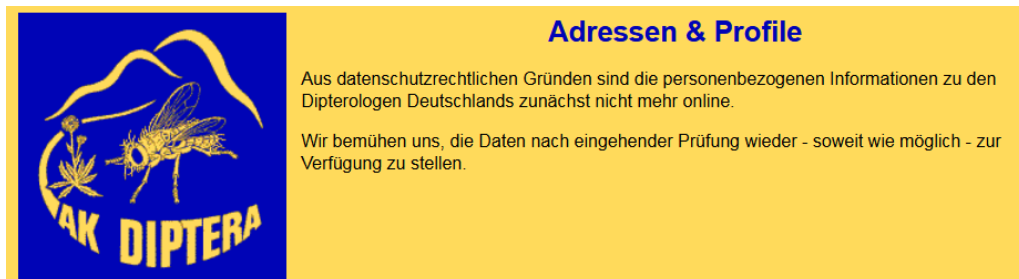 Adressen & Profile
Aus datenschutzrechtlichen Gründen sind die personenbezogenen Informationen zu den
Dipterologen Deutschlands zunächst nicht mehr online.
Wir bemühen uns, die Daten nach eingehender Prüfung wieder - soweit wie möglich - zur
Verfügung zu stellen.
AK DIPTERA